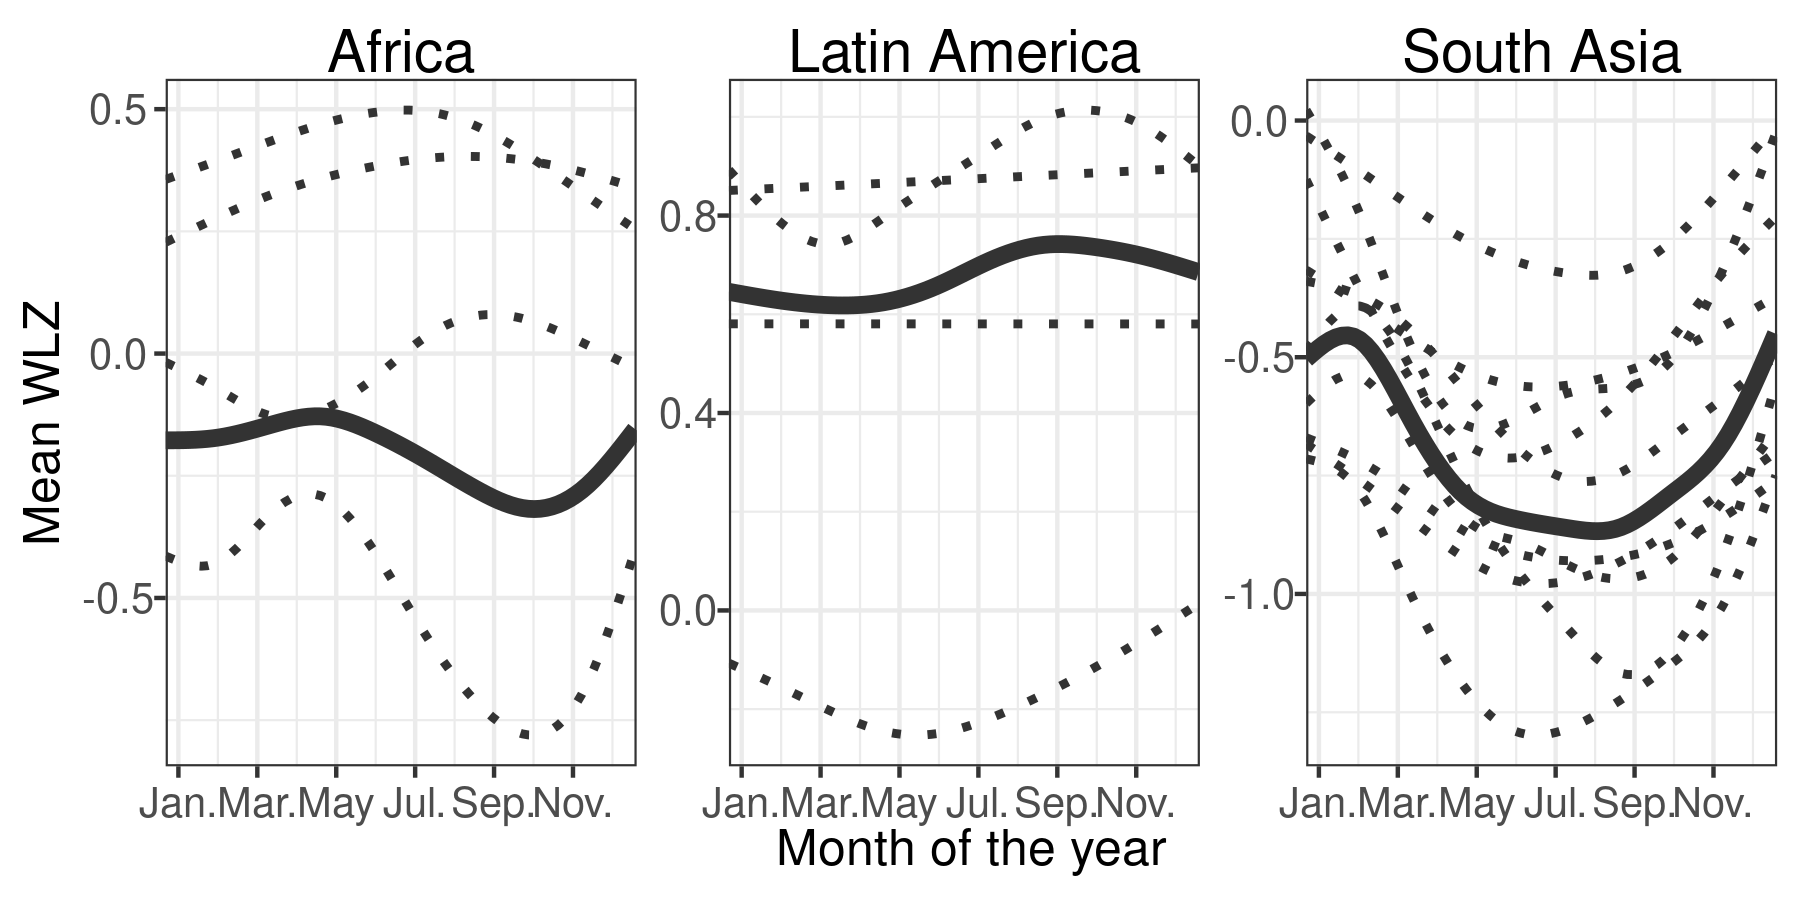 Africa
Latin America
South Asia
Mean WLZ
0.5
0.0
-0.5
0.8
0.4
0.0
0.0
-0.5
-1.0
Jan. Mar. May Jul. Sep. Nov.
Jan. Mar. May Jul. Sep. Nov.
Jan. Mar. May Jul. Sep. Nov.
Month of the year